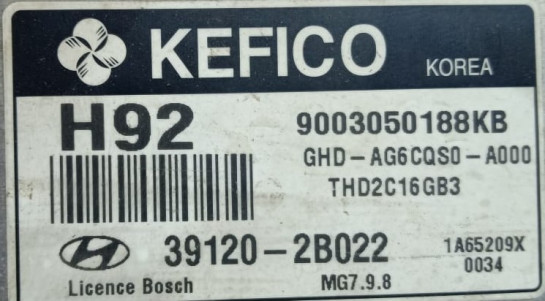 KEFICO KOREA
H92 9003050188KB
GHD-AG6CQS0-A000
THD2C16GB3
39120-2B022 1A65209X
Licence Bosch MG7.9.8 0034